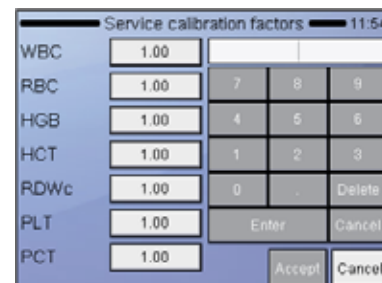 Service calibration factors 11:54
WBC 1.00
RBC 1.00 7 8 9
HGB 1.00 4 5 6
HCT 1.00 1 2 3
RDWc 1.00 0 . Delete
PLT 1.00 Enter Cancel
PCT 1.00 Accept Cancel